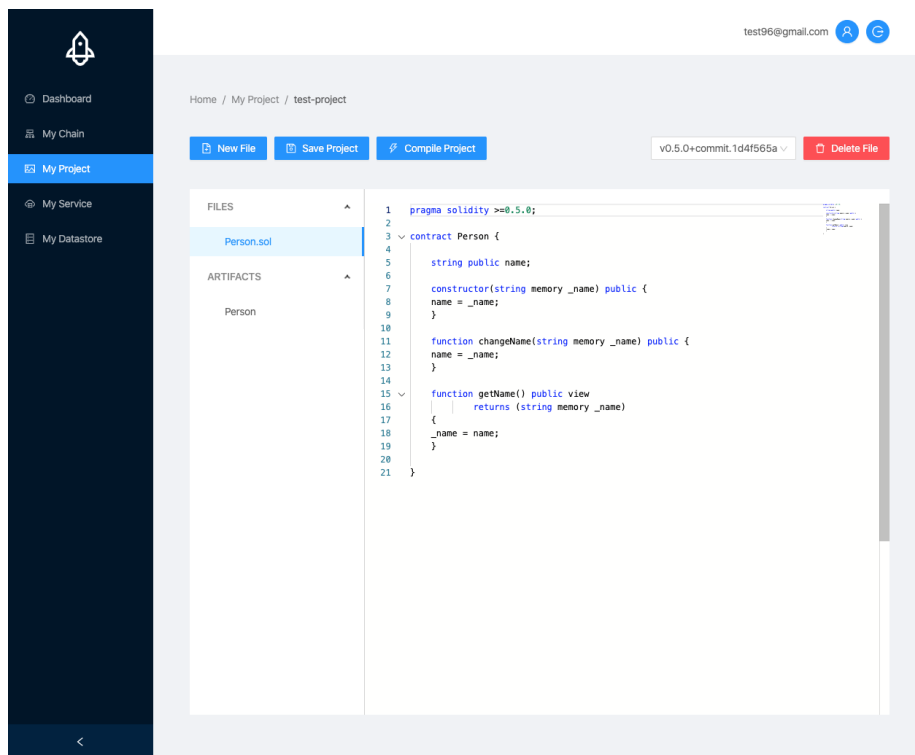 test96@gmail.com
Dashboard
My Chain
My Project
My Service
My Datastore
Home / My Project / test-project
New File
Save Project
Compile Project
v0.5.0+commit.1d4f565a
Delete File
FILES
Person.sol
ARTIFACTS
Person
1 pragma solidity >=0.5.0;
2
3 contract Person {
4
5 string public name;
6
7 constructor(string memory _name) public {
8 name = _name;
9 }
10
11 function changeName(string memory _name) public {
12 name = _name;
13 }
14
15 function getName() public view
16 returns (string memory _name)
17 {
18 _name = name;
19 }
20
21 }